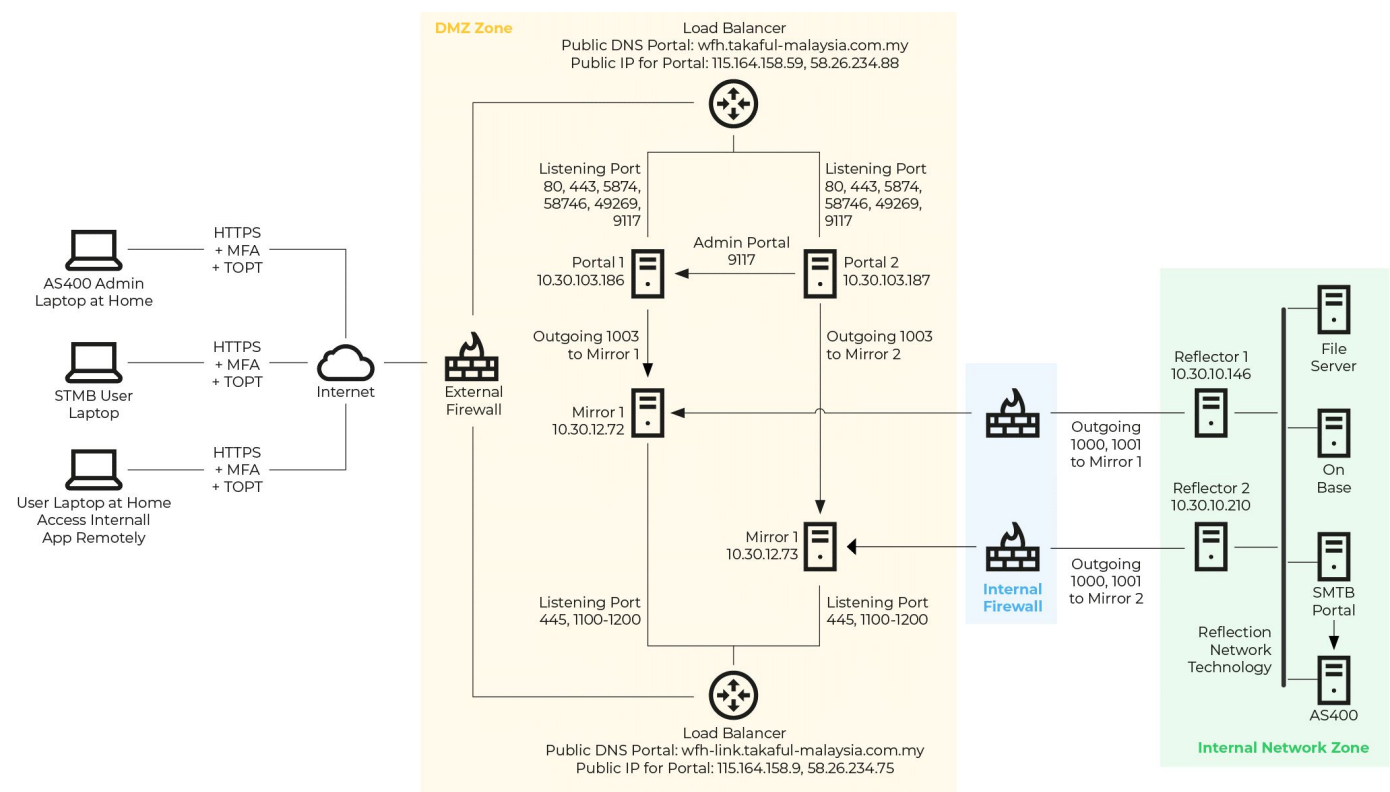 DMZ Zone
Load Balancer
Public DNS Portal: wfh.takaful-malaysia.com.my
Public IP for Portal: 115.164.158.59, 58.26.234.88
Listening Port
80, 443, 5874,
58746, 49269,
9117
Listening Port
80, 443, 5874,
58746, 49269,
9117
HTTPS
+ MFA
+ TOPT
AS400 Admin
Laptop at Home
Portal 1
10.30.103.186
Admin Portal
9117
Portal 2
10.30.103.187
Outgoing 1003
to Mirror 1
Outgoing 1003
to Mirror 2
HTTPS
+ MFA
+ TOPT
STMB User
Laptop
Internet
External
Firewall
Mirror 1
10.30.12.72
Outgoing
1000, 1001
to Mirror 1
Reflector 1
10.30.10.146
File
Server
On
Base
HTTPS
+ MFA
+ TOPT
User Laptop at Home
Access Internall
App Remotely
Mirror 1
10.30.12.73
Internal
Firewall
Outgoing
1000, 1001
to Mirror 2
Reflector 2
10.30.10.210
SMTB
Portal
Listening Port
445, 1100-1200
Listening Port
445, 1100-1200
Reflection
Network
Technology
AS400
Internal Network Zone
Load Balancer
Public DNS Portal: wfh-link.takaful-malaysia.com.my
Public IP for Portal: 115.164.158.9, 58.26.234.75